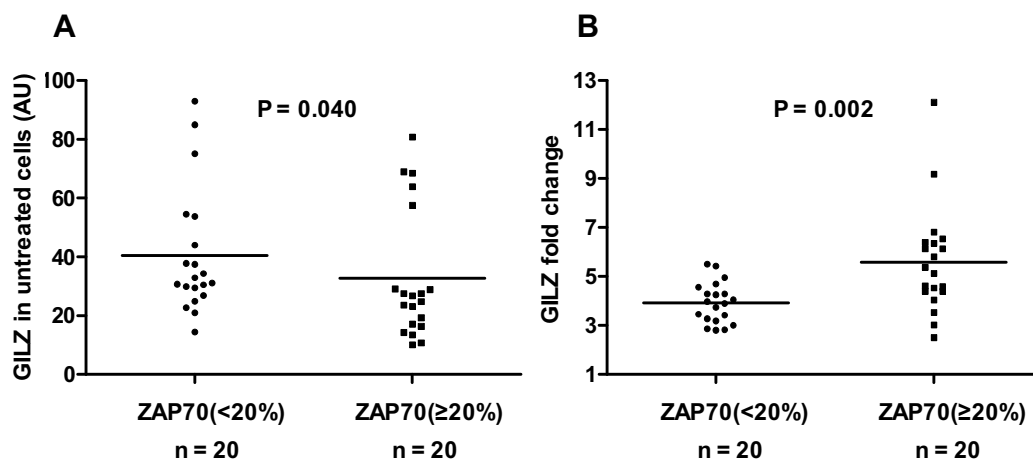 A
GILZ in untreated cells (AU)
100
80
60
40
20
0
P = 0.040
ZAP70(<20%)
n = 20
ZAP70(≥20%)
n = 20
B
GILZ fold change
13
11
9
7
5
3
1
P = 0.002
ZAP70(<20%)
n = 20
ZAP70(≥20%)
n = 20